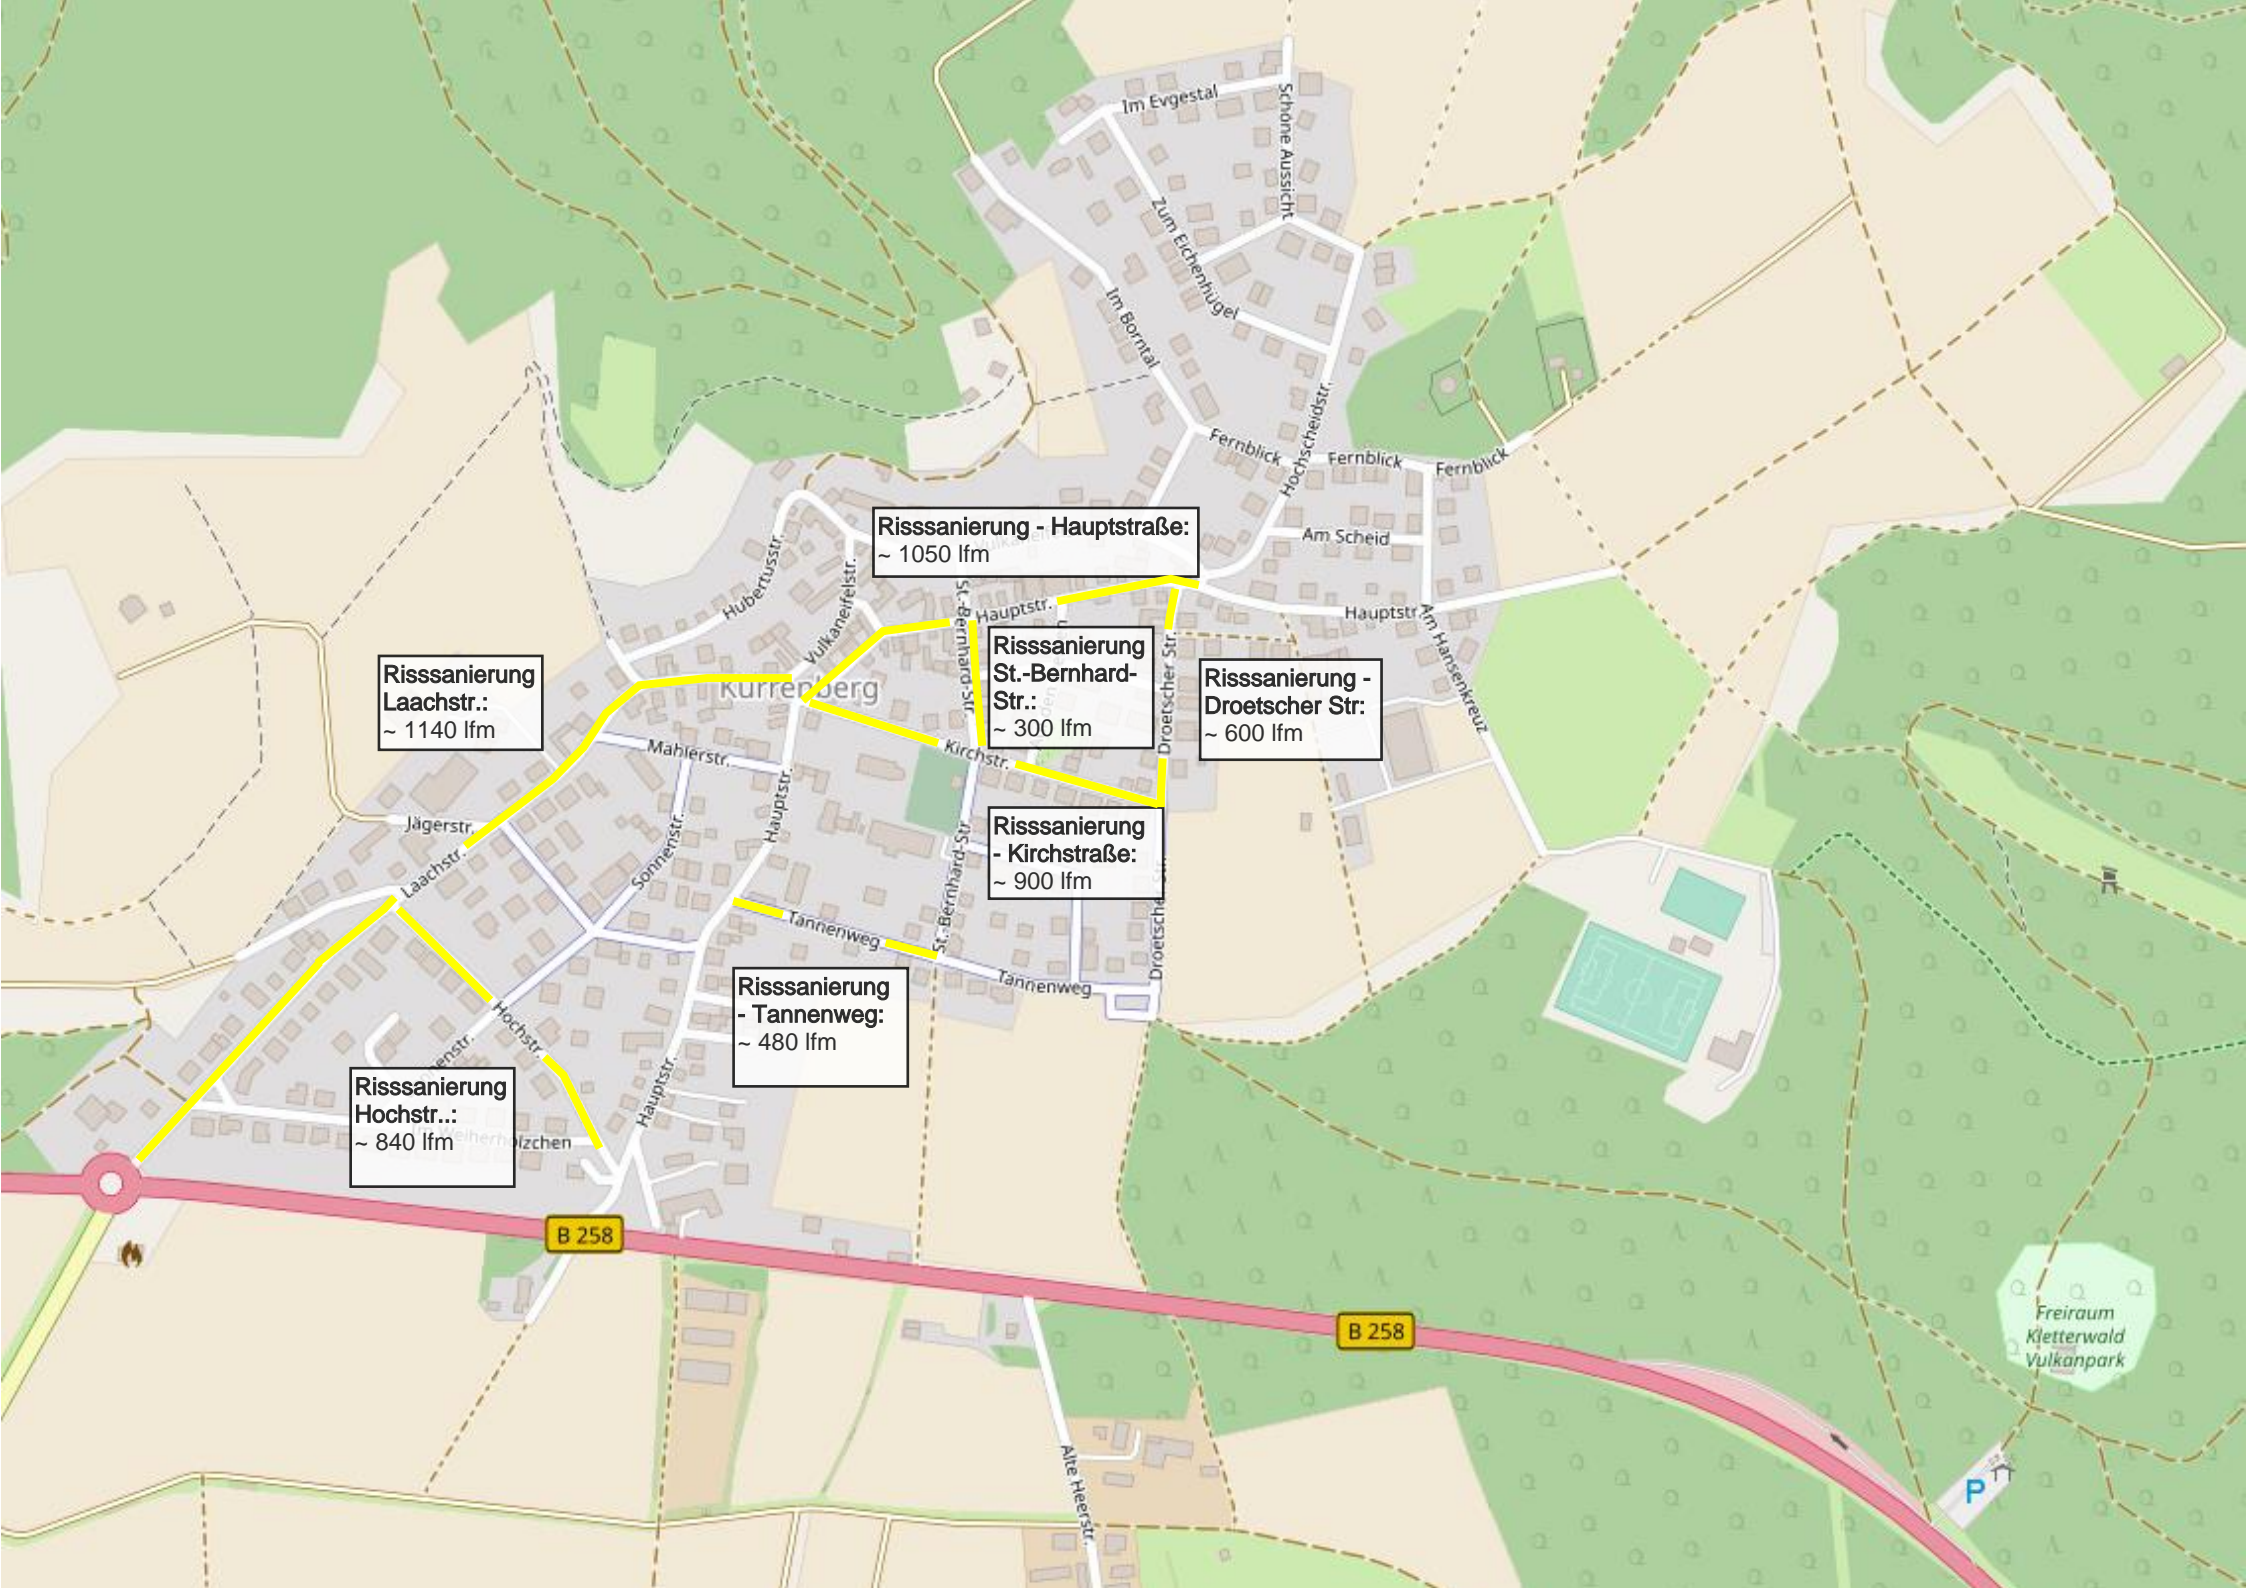 Im Evgestal
Schöne Aussicht
Zum Eichenhügel
Im Borntal
Hochscheidstr.
Fernblick
Fernblick
Fernblick
Risssanierung - Hauptstraße:
~ 1050 lfm
Am Scheid
Hubertusstr.
Vulkaneifelstr.
St.-Bernhard-Str.
Hauptstr.
Hauptstr.
Am Hansenkreuz
Risssanierung
St.-Bernhard-
Str.:
~ 300 lfm
Droetscher Str.
Risssanierung -
Droetscher Str:
~ 600 lfm
Risssanierung
Laachstr.:
~ 1140 lfm
Kürrenberg
Kirchstr.
Mahlerstr.
Hauptstr.
Jägerstr.
Laachstr.
Sonnenstr.
St.-Bernhard-Str.
Risssanierung
- Kirchstraße:
~ 900 lfm
Droetscher Str.
Tannenweg
Tannenweg
Risssanierung
- Tannenweg:
~ 480 lfm
Hochstr.
Hauptstr.
Risssanierung
Hochstr..:
~ 840 lfm
Im Weiherhölzchen
B 258
B 258
Freiraum
Kletterwald
Vulkanpark
Alte Heerstr.
P